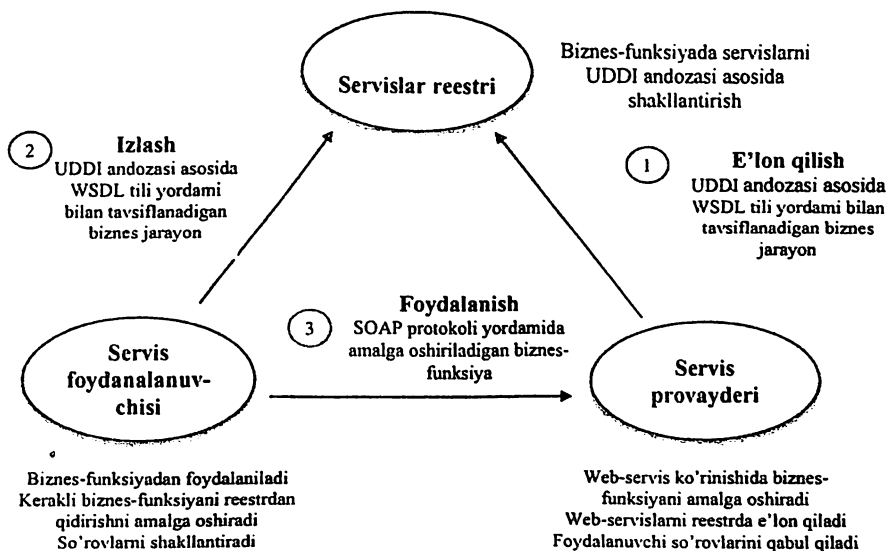 Servislar reestri
Biznes-funksiyada servislarni
UDDI andozasi asosida
shakllantirish
2
Izlash
UDDI andozasi asosida
WSDL tili yordami
bilan tavsiflanadigan
biznes jarayon
1
E'lon qilish
UDDI andozasi asosida
WSDL tili yordami bilan
tavsiflanadigan biznes
jarayon
3
Foydalanish
SOAP protokoli yordamida
amalga oshiriladigan biznes-
funksiya
Servis
foydanalanuv-
chisi
Servis
provayderi
Biznes-funksiyadan foydalaniladi
Kerakli biznes-funksiyani reestrdan
qidirishni amalga oshiradi
So'rovlarni shakllantiradi
Web-servis ko'rinishida biznes-
funksiyani amalga oshiradi
Web-servislarni reestrda e'lon qiladi
Foydalanuvchi so'rovlarini qabul qiladi